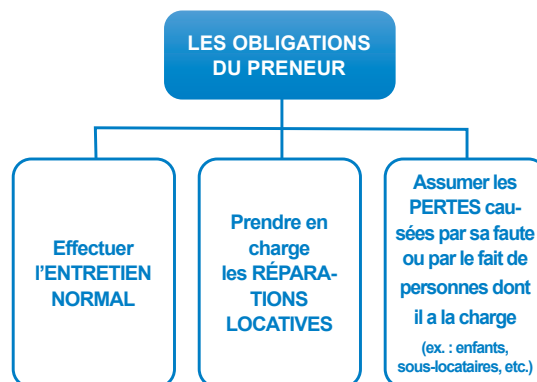 LES OBLIGATIONS
DU PRENEUR
Effectuer
l’ENTRETIEN
NORMAL
Prendre en
charge
les RÉPARA-
TIONS
LOCATIVES
Assumer les
PERTES cau-
sées par sa faute
ou par le fait de
personnes dont
il a la charge
(ex. : enfants,
sous-locataires, etc.)